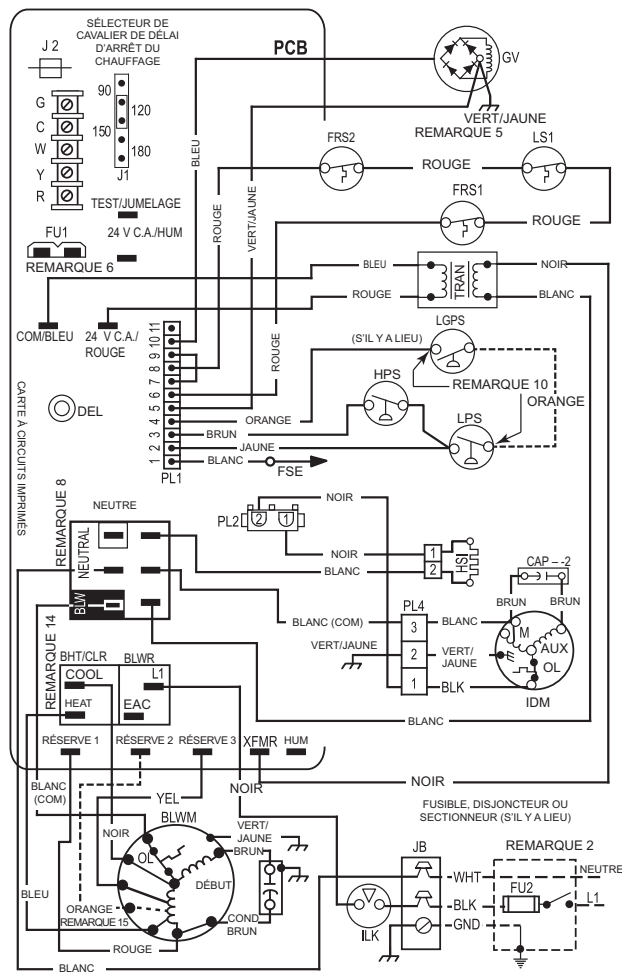 SÉLECTEUR DE
CAVALIER DE DÉLAI
D'ARRÊT DU
CHAUFFAGE
J 2
PCB
GV
90
120
150
180
J1
G
C
W
Y
R
VERT/JAUNE
REMARQUE 5
BLEU
ROUGE
VERT/JAUNE
FRS2
ROUGE
LS1
FRS1
ROUGE
TEST/JUMELAGE
24 V C.A./HUM
FU1
REMARQUE 6
BLEU
NOIR
TRAN
ROUGE
BLANC
COM/BLEU
24 V C.A./
ROUGE
ROUGE
(S'IL Y A LIEU)
LGPS
REMARQUE 10
ORANGE
HPS
LPS
11
10
9
8
7
6
5
4
3
2
1
PL1
ORANGE
BRUN
JAUNE
BLANC
FSE
DEL
CARTE À CIRCUITS IMPRIMÉS
REMARQUE 8
NEUTRE
NEUTRAL
BLW
NOIR
PL2
2
1
NOIR
BLANC
1
2
HSI
CAP – -2
BRUN
BRUN
BLANC (COM)
PL4
3
BLANC
VERT/JAUNE
2
VERT/
JAUNE
1
BLK
M
AUX
OL
IDM
REMARQUE 14
BHT/CLR
BLWR
COOL
L1
HEAT
EAC
BLANC
RÉSERVE 1
RÉSERVE 2
RÉSERVE 3
XFMR
HUM
BLANC
(COM)
YEL
NOIR
NOIR
BLWM
NOIR
VERT/
JAUNE
BRUN
OL
DÉBUT
BLEU
ORANGE
REMARQUE 15
COND
BRUN
ROUGE
BLANC
FUSIBLE, DISJONCTEUR OU
SECTIONNEUR (S'IL Y A LIEU)
JB
REMARQUE 2
WHT
NEUTRE
FU2
BLK
L1
GND
ILK